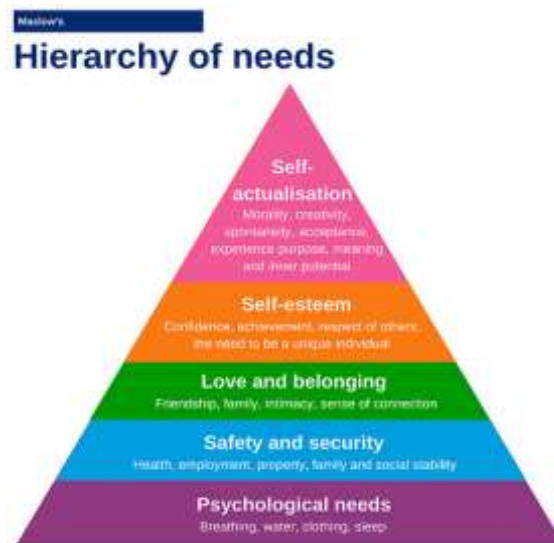 Maslow's
Hierarchy of needs
Self-
actualisation
Morality, creativity,
spontaneity, acceptance,
experience purpose, meaning
and inner potential
Self-esteem
Confidence, achievement, respect of others,
the need to be a unique individual
Love and belonging
Friendship, family, intimacy, sense of connection
Safety and security
Health, employment, property, family and social stability
Psychological needs
Breathing, water, clothing, sleep